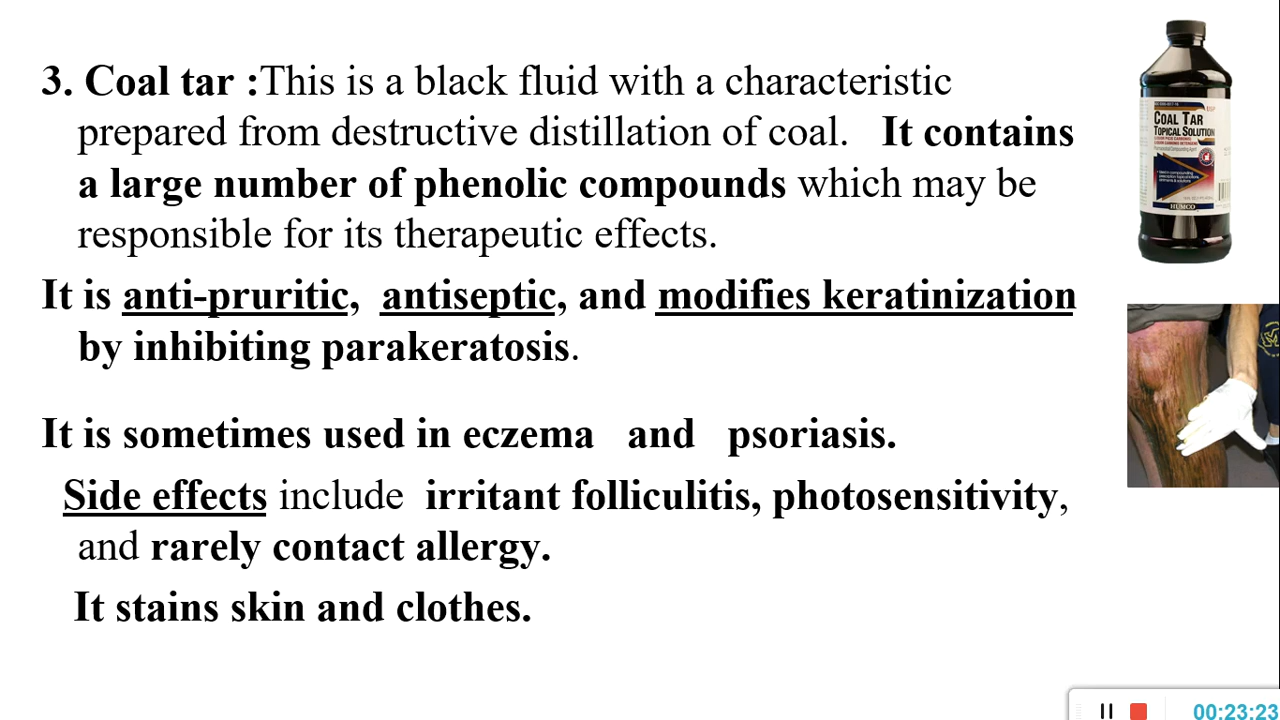 3. Coal tar :This is a black fluid with a characteristic
prepared from destructive distillation of coal. It contains
a large number of phenolic compounds which may be
responsible for its therapeutic effects.
It is anti-pruritic, antiseptic, and modifies keratinization
by inhibiting parakeratosis.
It is sometimes used in eczema and psoriasis.
Side effects include irritant folliculitis, photosensitivity,
and rarely contact allergy.
It stains skin and clothes.
COAL TAR
TOPICAL SOLUTION
HUMCO
00:23:23